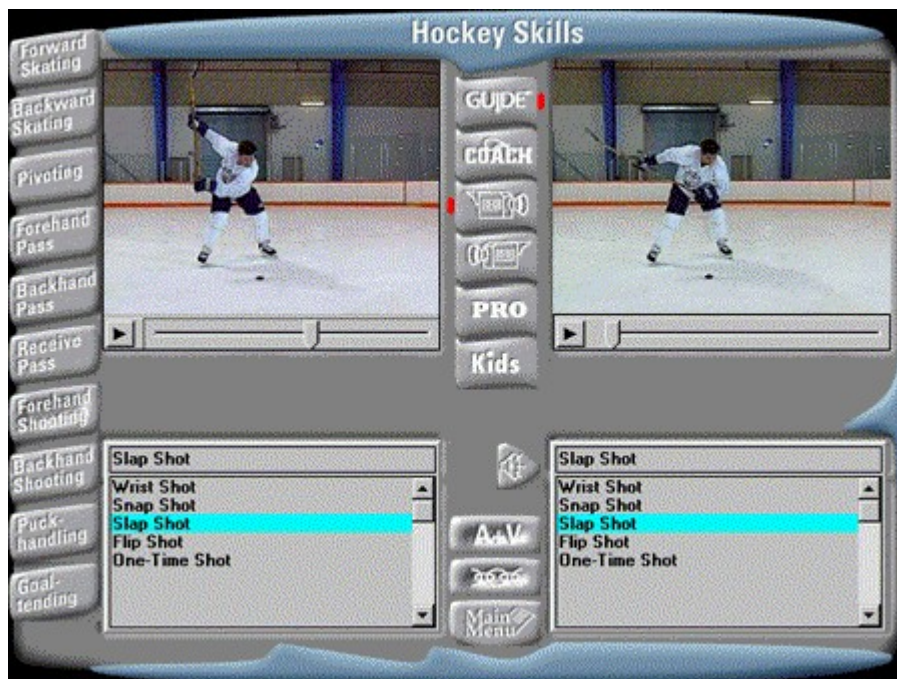 Hockey Skills
Forward
Skating
Backward
Skating
Pivoting
Forehand
Pass
Backhand
Pass
Receive
Pass
Forehand
Shooting
Backhand
Shooting
Puck-
handling
Goal-
tending
GUIDE
COACH
PRO
Kids
Slap Shot
Wrist Shot
Snap Shot
Slap Shot
Flip Shot
One-Time Shot
A&V
Main
Menu
Slap Shot
Wrist Shot
Snap Shot
Slap Shot
Flip Shot
One-Time Shot